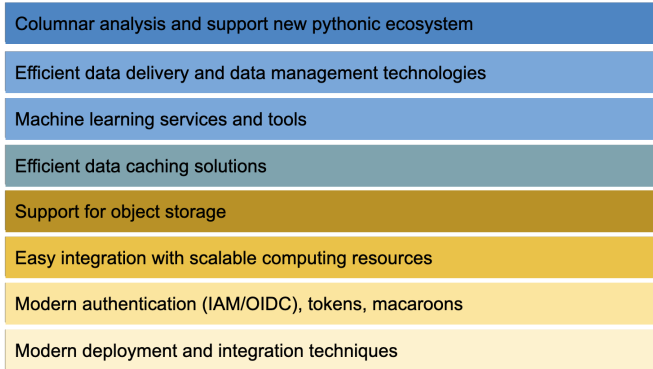 Columnar analysis and support new pythonic ecosystem
Efficient data delivery and data management technologies
Machine learning services and tools
Efficient data caching solutions
Support for object storage
Easy integration with scalable computing resources
Modern authentication (IAM/OIDC), tokens, macaroons
Modern deployment and integration techniques